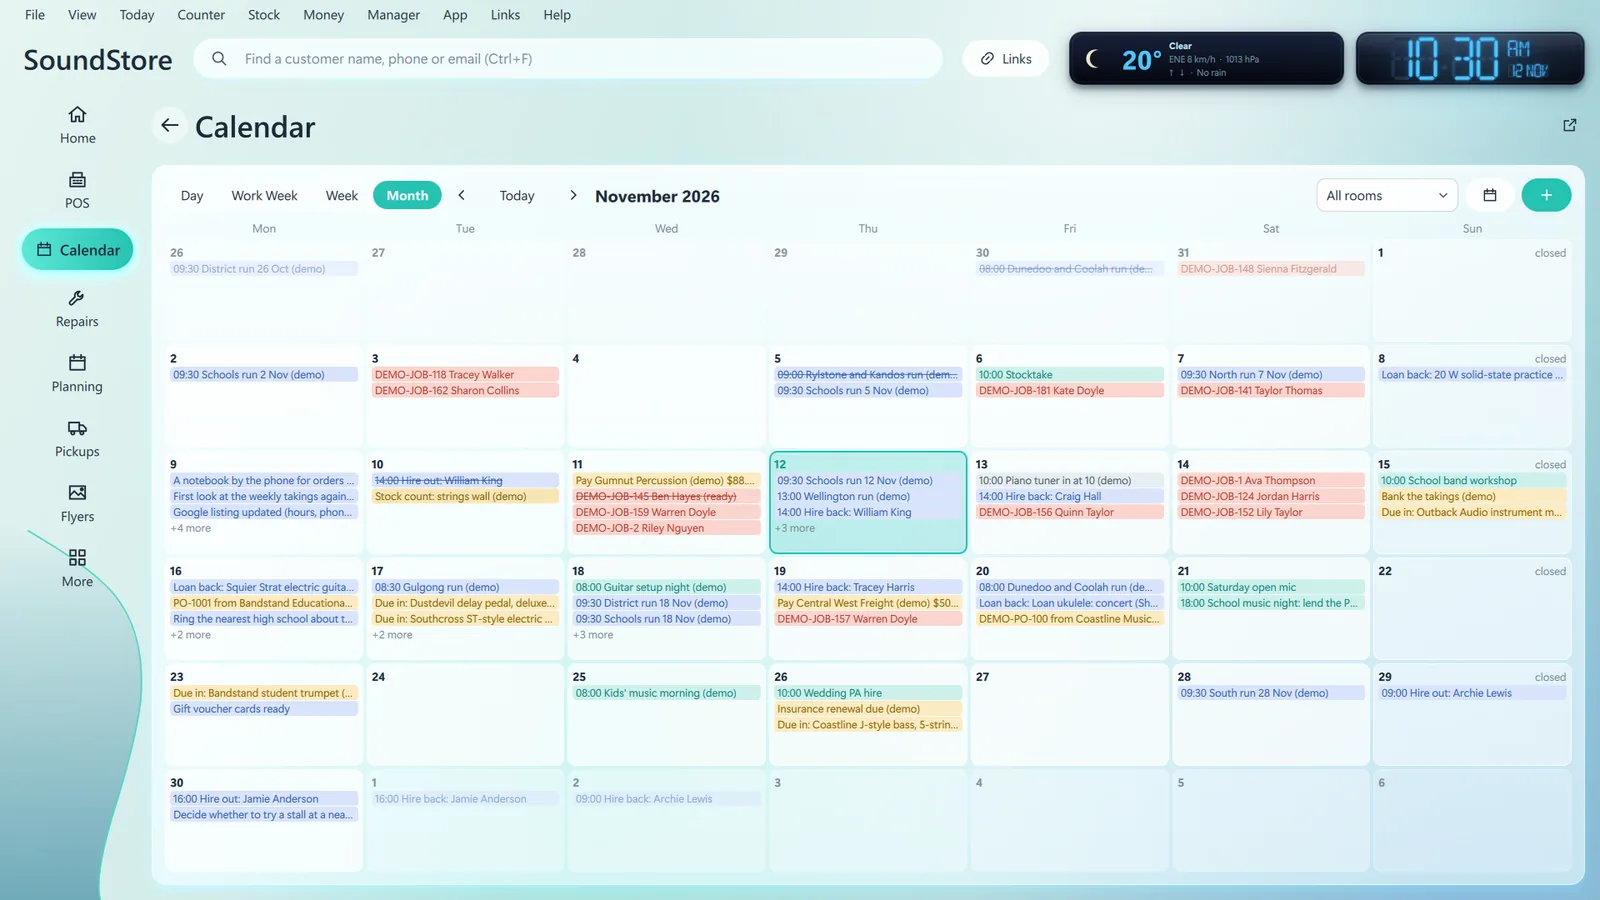 File View Today Counter Stock Money Manager App Links Help
SoundStore
Find a customer name, phone or email (Ctrl+F)
Links
20°
Clear
ENE 8 km/h · 1013 hPa
↑ ↓ · No rain
10:30 AM
12 NOV
Home
POS
Calendar
Repairs
Planning
Pickups
Flyers
More
Calendar
Day Work Week Week Month Today November 2026
All rooms
Mon Tue Wed Thu Fri Sat Sun
26
09:30 District run 26 Oct (demo)
27
28
29
30
08:00 Dunedoo and Coolah run (de...
31
DEMO-JOB-148 Sienna Fitzgerald
1 closed
2
09:30 Schools run 2 Nov (demo)
3
DEMO-JOB-118 Tracey Walker
DEMO-JOB-162 Sharon Collins
4
5
09:00 Rylstone and Kandos run (dem...
09:30 Schools run 5 Nov (demo)
6
10:00 Stocktake
DEMO-JOB-181 Kate Doyle
7
09:30 North run 7 Nov (demo)
DEMO-JOB-141 Taylor Thomas
8 closed
Loan back: 20 W solid-state practice ...
9
A notebook by the phone for orders ...
First look at the weekly takings again...
Google listing updated (hours, phon...
+4 more
10
14:00 Hire out: William King
Stock count: strings wall (demo)
11
Pay Gumnut Percussion (demo) $88....
DEMO-JOB-145 Ben Hayes (ready)
DEMO-JOB-159 Warren Doyle
DEMO-JOB-2 Riley Nguyen
12
09:30 Schools run 12 Nov (demo)
13:00 Wellington run (demo)
14:00 Hire back: William King
+3 more
13
10:00 Piano tuner in at 10 (demo)
14:00 Hire back: Craig Hall
DEMO-JOB-156 Quinn Taylor
14
DEMO-JOB-1 Ava Thompson
DEMO-JOB-124 Jordan Harris
DEMO-JOB-152 Lily Taylor
15 closed
10:00 School band workshop
Bank the takings (demo)
Due in: Outback Audio instrument m...
16
Loan back: Squier Strat electric guita...
PO-1001 from Bandstand Educationa...
Ring the nearest high school about t...
+2 more
17
08:30 Gulgong run (demo)
Due in: Dustdevil delay pedal, deluxe...
Due in: Southcross ST-style electric ...
+2 more
18
08:00 Guitar setup night (demo)
09:30 District run 18 Nov (demo)
09:30 Schools run 18 Nov (demo)
+3 more
19
14:00 Hire back: Tracey Harris
Pay Central West Freight (demo) $50...
DEMO-JOB-157 Warren Doyle
20
08:00 Dunedoo and Coolah run (de...
Loan back: Loan ukulele: concert (Sh...
DEMO-PO-100 from Coastline Music...
21
10:00 Saturday open mic
18:00 School music night: lend the P...
22 closed
23
Due in: Bandstand student trumpet (...
Gift voucher cards ready
24
25
08:00 Kids' music morning (demo)
26
10:00 Wedding PA hire
Insurance renewal due (demo)
Due in: Coastline J-style bass, 5-strin...
27
28
09:30 South run 28 Nov (demo)
29 closed
09:00 Hire out: Archie Lewis
30
16:00 Hire out: Jamie Anderson
Decide whether to try a stall at a nea...
1
16:00 Hire back: Jamie Anderson
2
09:00 Hire back: Archie Lewis
3
4
5
6